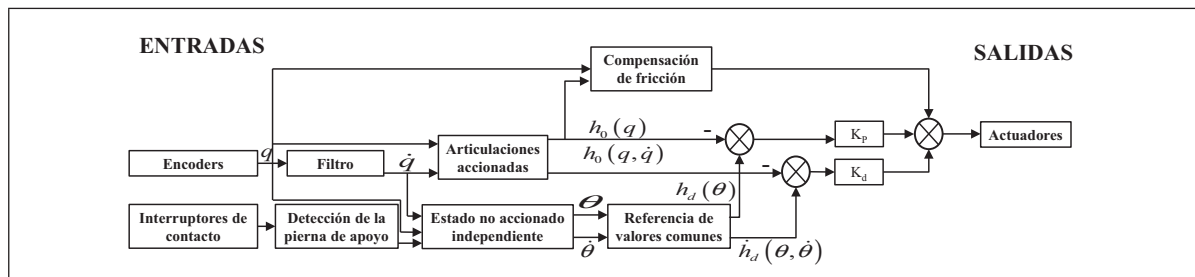 ENTRADAS
SALIDAS
Compensación
de fricción
h₀(q)
h₀(q, q̇)
-
-
K_P
K_d
Actuadores
Encoders
q
Filtro
q̇
Articulaciones
accionadas
h_d(θ)
Interruptores de
contacto
Detección de la
pierna de apoyo
Estado no accionado
independiente
θ
θ̇
Referencia de
valores comunes
ḣ_d(θ, θ̇)